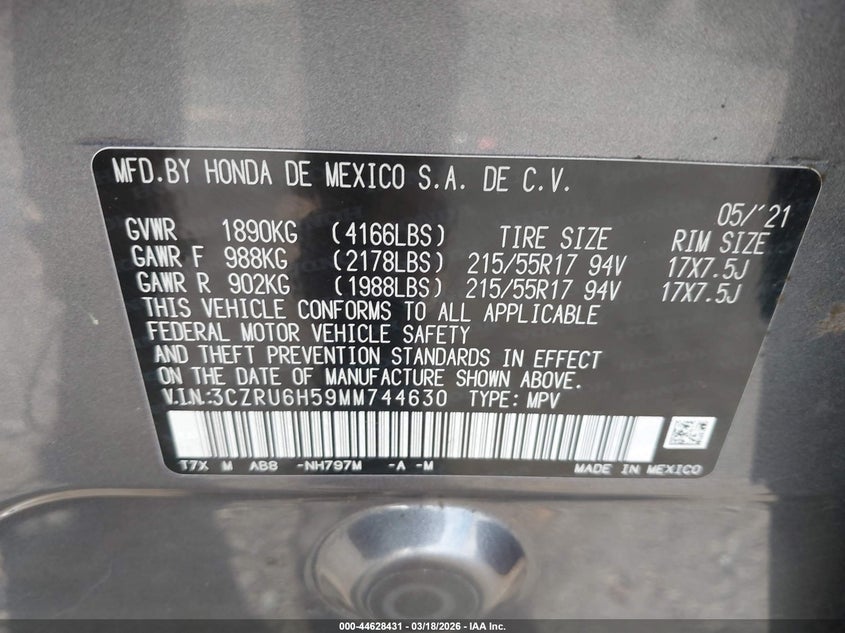 MFD.BY HONDA DE MEXICO S.A. DE C.V.
05/'21
GVWR 1890KG (4166LBS) TIRE SIZE RIM SIZE
GAWR F 988KG (2178LBS) 215/55R17 94V 17X7.5J
GAWR R 902KG (1988LBS) 215/55R17 94V 17X7.5J
THIS VEHICLE CONFORMS TO ALL APPLICABLE
FEDERAL MOTOR VEHICLE SAFETY
AND THEFT PREVENTION STANDARDS IN EFFECT
ON THE DATE OF MANUFACTURE SHOWN ABOVE.
V.I.N.:3CZRU6H59MM744630 TYPE: MPV
T7X M AB8 -NH797M -A -M
MADE IN MEXICO
000-44628431 - 03/18/2026 - IAA Inc.